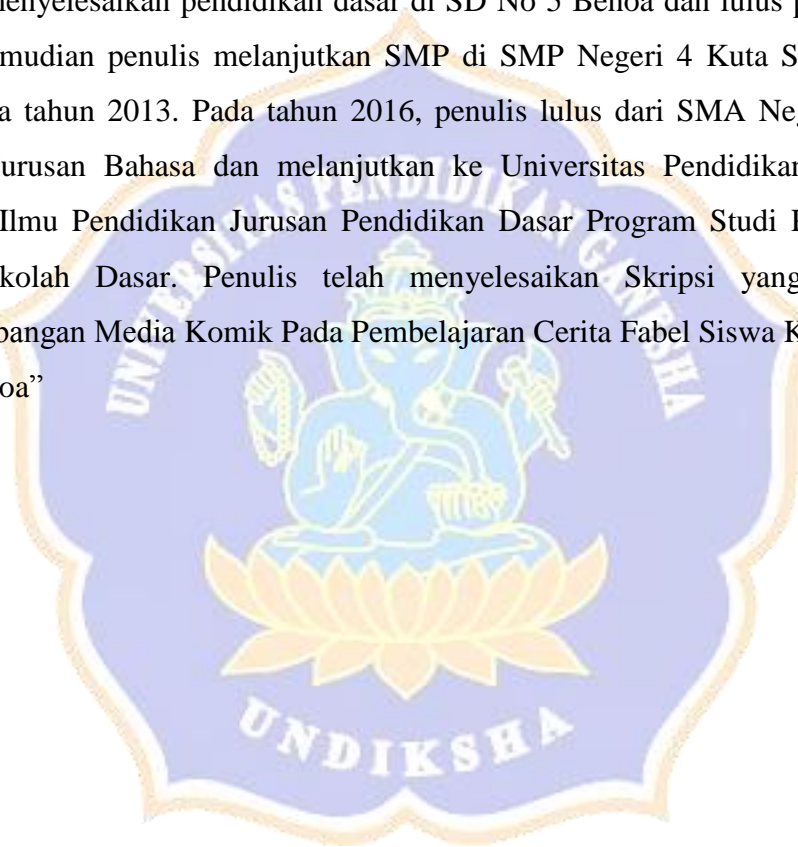 menyelesaikan pendidikan dasar di SD No 5 Benoa dan lulus
mudian penulis melanjutkan SMP di SMP Negeri 4 Kuta S
a tahun 2013. Pada tahun 2016, penulis lulus dari SMA Neg
urusan Bahasa dan melanjutkan ke Universitas Pendidikan
Ilmu Pendidikan Jurusan Pendidikan Dasar Program Studi
kolah Dasar. Penulis telah menyelesaikan Skripsi yang
bangan Media Komik Pada Pembelajaran Cerita Fabel Siswa K
oa”
UNIVERSITAS PENDIDIKAN GANESHA
UNDIKSHA